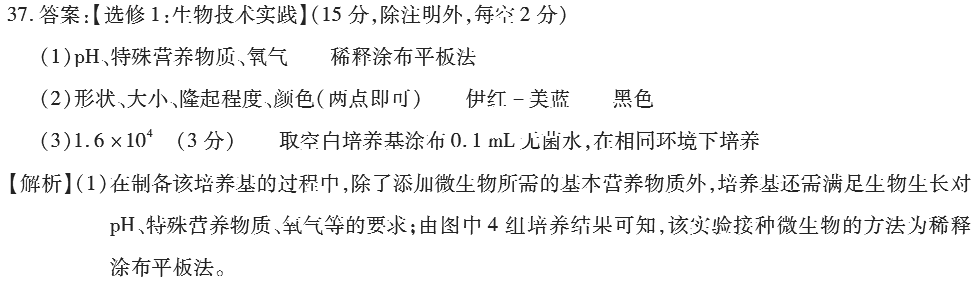 37.答案:【选修1:生物技术实践】(15分,除注明外,每空2分)
(1)pH、特殊营养物质、氧气 稀释涂布平板法
(2)形状、大小、隆起程度、颜色(两点即可) 伊红-美蓝 黑色
(3)1.6×10⁴ (3分) 取空白培养基涂布0.1 mL无菌水,在相同环境下培养
【解析】(1)在制备该培养基的过程中,除了添加微生物所需的基本营养物质外,培养基还需满足生物生长对
pH、特殊营养物质、氧气等的要求;由图中4组培养结果可知,该实验接种微生物的方法为稀释
涂布平板法。